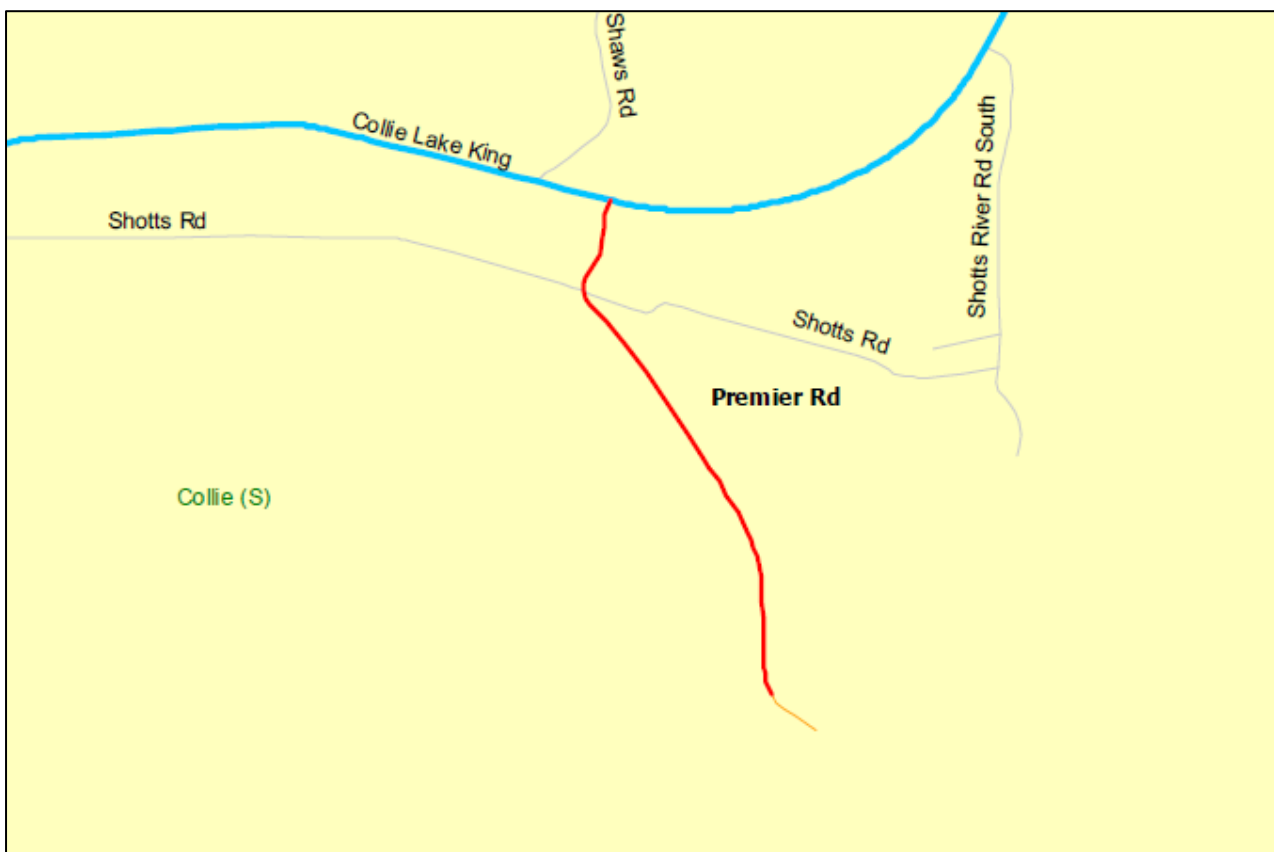 Shaws Rd
Collie Lake King
Shotts Rd
Shotts River Rd South
Shotts Rd
Premier Rd
Collie (S)